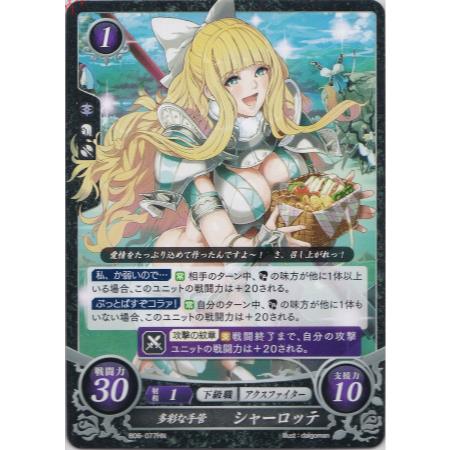 1
愛情をたっぷり込めて作ったんですよ～! さ、召し上がれっ!
私、か弱いので… 常 相手のターン中、の味方が他に1体以上
いる場合、このユニットの戦闘力は＋20される。
ぶっとばすぞコラァ! 常 自分のターン中、の味方が他に1体も
いない場合、このユニットの戦闘力は＋20される。
攻撃の紋章 支 戦闘終了まで、自分の攻撃
ユニットの戦闘力は＋20される。
戦闘力
30
射程
1
下級職
アクスファイター
支援力
10
多彩な手管 シャーロッテ
B06-077HN
Illust：daigoman